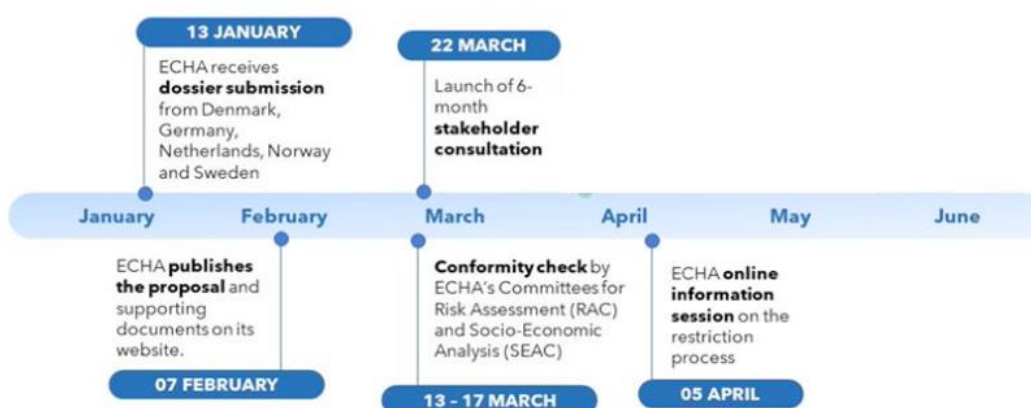 13 JANUARY
ECHA receives
dossier submission
from Denmark,
Germany,
Netherlands, Norway
and Sweden
22 MARCH
Launch of 6-
month
stakeholder
consultation
January February March April May June
ECHA publishes
the proposal and
supporting
documents on its
website.
07 FEBRUARY
Conformity check by
ECHA's Committees for
Risk Assessment (RAC)
and Socio-Economic
Analysis (SEAC)
13 - 17 MARCH
ECHA online
information
session on the
restriction
process
05 APRIL